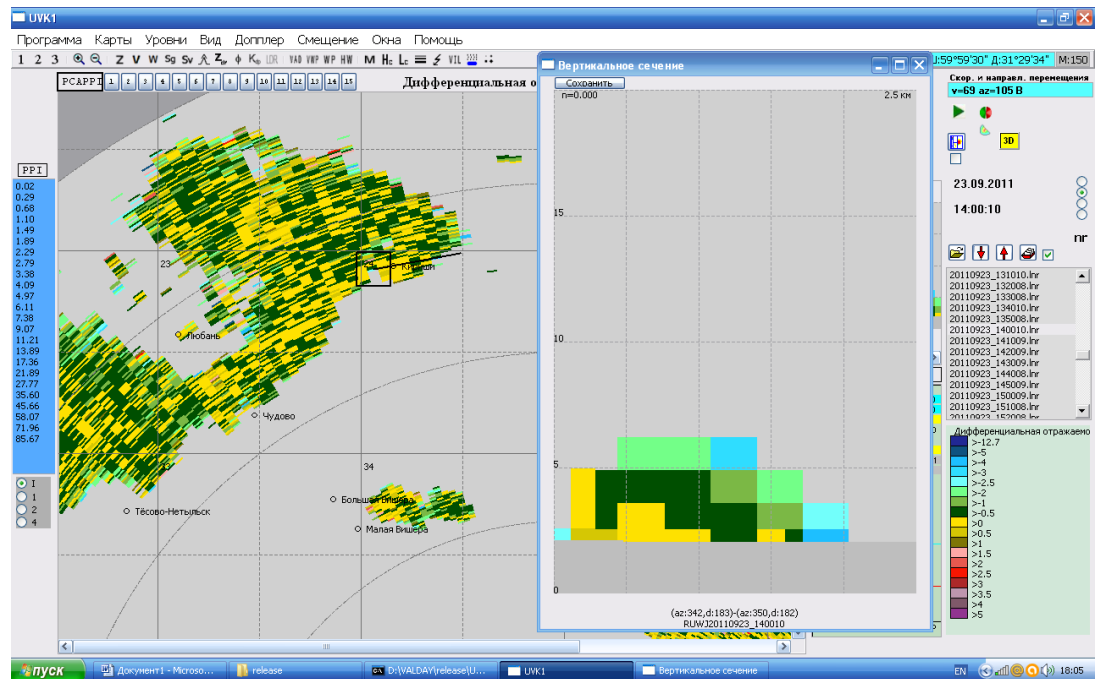 UVK1
Программа Карты Уровни Вид Допплер Смещение Окна Помощь
1 2 3 Z V W Sg Sv Zdr ф Kdp LDR VAD VWP WP HW M Hc Lc VIL
Ш:59°59'30" Д:31°29'34" М:150
PCAPPI 1 2 3 4 5 6 7 8 9 10 11 12 13 14 15 Дифференциальная о
Вертикальное сечение
Сохранить
n=0.000 2.5 км
15
10
5
0
(az:342,d:183)-(az:350,d:182)
RUWJ20110923_140010
PPI
0.02
0.29
0.68
1.10
1.49
1.89
2.29
2.79
3.38
4.09
4.97
6.11
7.38
9.07
11.21
13.89
17.36
21.89
27.77
35.60
45.66
58.07
71.96
85.67
I
1
2
4
23
24
Кириши
Любань
Чудово
34
Большая Вишера
Тёсово-Нетыльск
Малая Вишера
Скор. и направл. перемещения
v=69 az=105 В
3D
23.09.2011
14:00:10
nr
20110923_131010.lnr
20110923_132008.lnr
20110923_133008.lnr
20110923_134010.lnr
20110923_135008.lnr
20110923_140010.lnr
20110923_141009.lnr
20110923_142009.lnr
20110923_143009.lnr
20110923_144008.lnr
20110923_145009.lnr
20110923_150009.lnr
20110923_151008.lnr
20110923_152008.lnr
Дифференциальная отражаемо
>-12.7
>-5
>-4
>-3
>-2.5
>-2
>-1
>-0.5
>0
>0.5
>1
>1.5
>2
>2.5
>3
>3.5
>4
>5
пуск Документ1 - Microso... release D:\VALDAY\release\U... UVK1 Вертикальное сечение EN 18:05